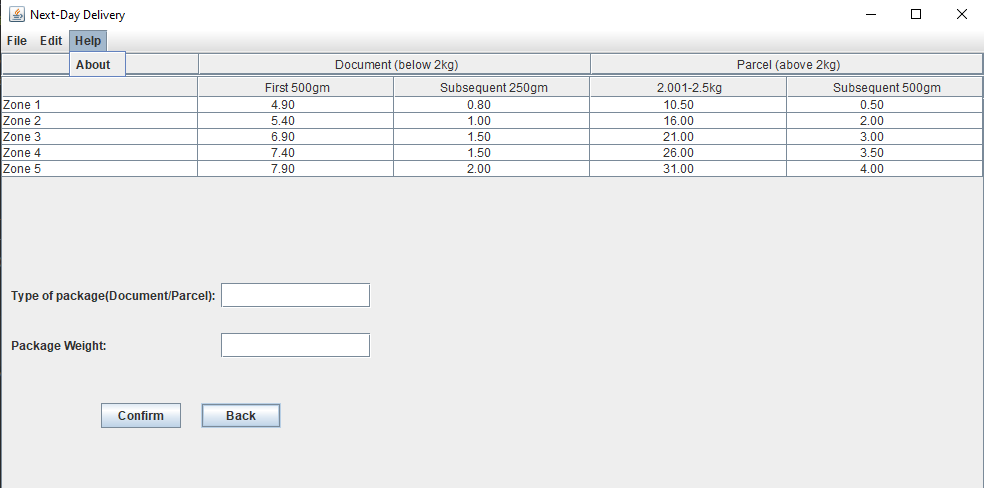 Next-Day Delivery
File Edit Help
About
Document (below 2kg) Parcel (above 2kg)
First 500gm Subsequent 250gm 2.001-2.5kg Subsequent 500gm
Zone 1 4.90 0.80 10.50 0.50
Zone 2 5.40 1.00 16.00 2.00
Zone 3 6.90 1.50 21.00 3.00
Zone 4 7.40 1.50 26.00 3.50
Zone 5 7.90 2.00 31.00 4.00
Type of package(Document/Parcel):
Package Weight:
Confirm Back